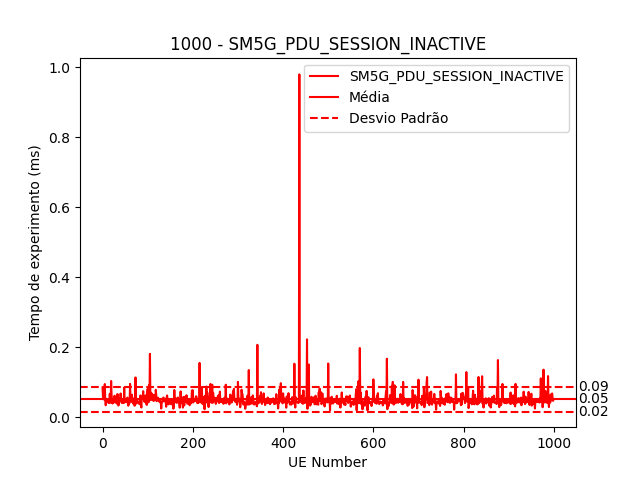 1000 - SM5G_PDU_SESSION_INACTIVE
SM5G_PDU_SESSION_INACTIVE
Média
Desvio Padrão
Tempo de experimento (ms)
1.0
0.8
0.6
0.4
0.2
0.0
0.09
0.05
0.02
0
200
400
600
800
1000
UE Number